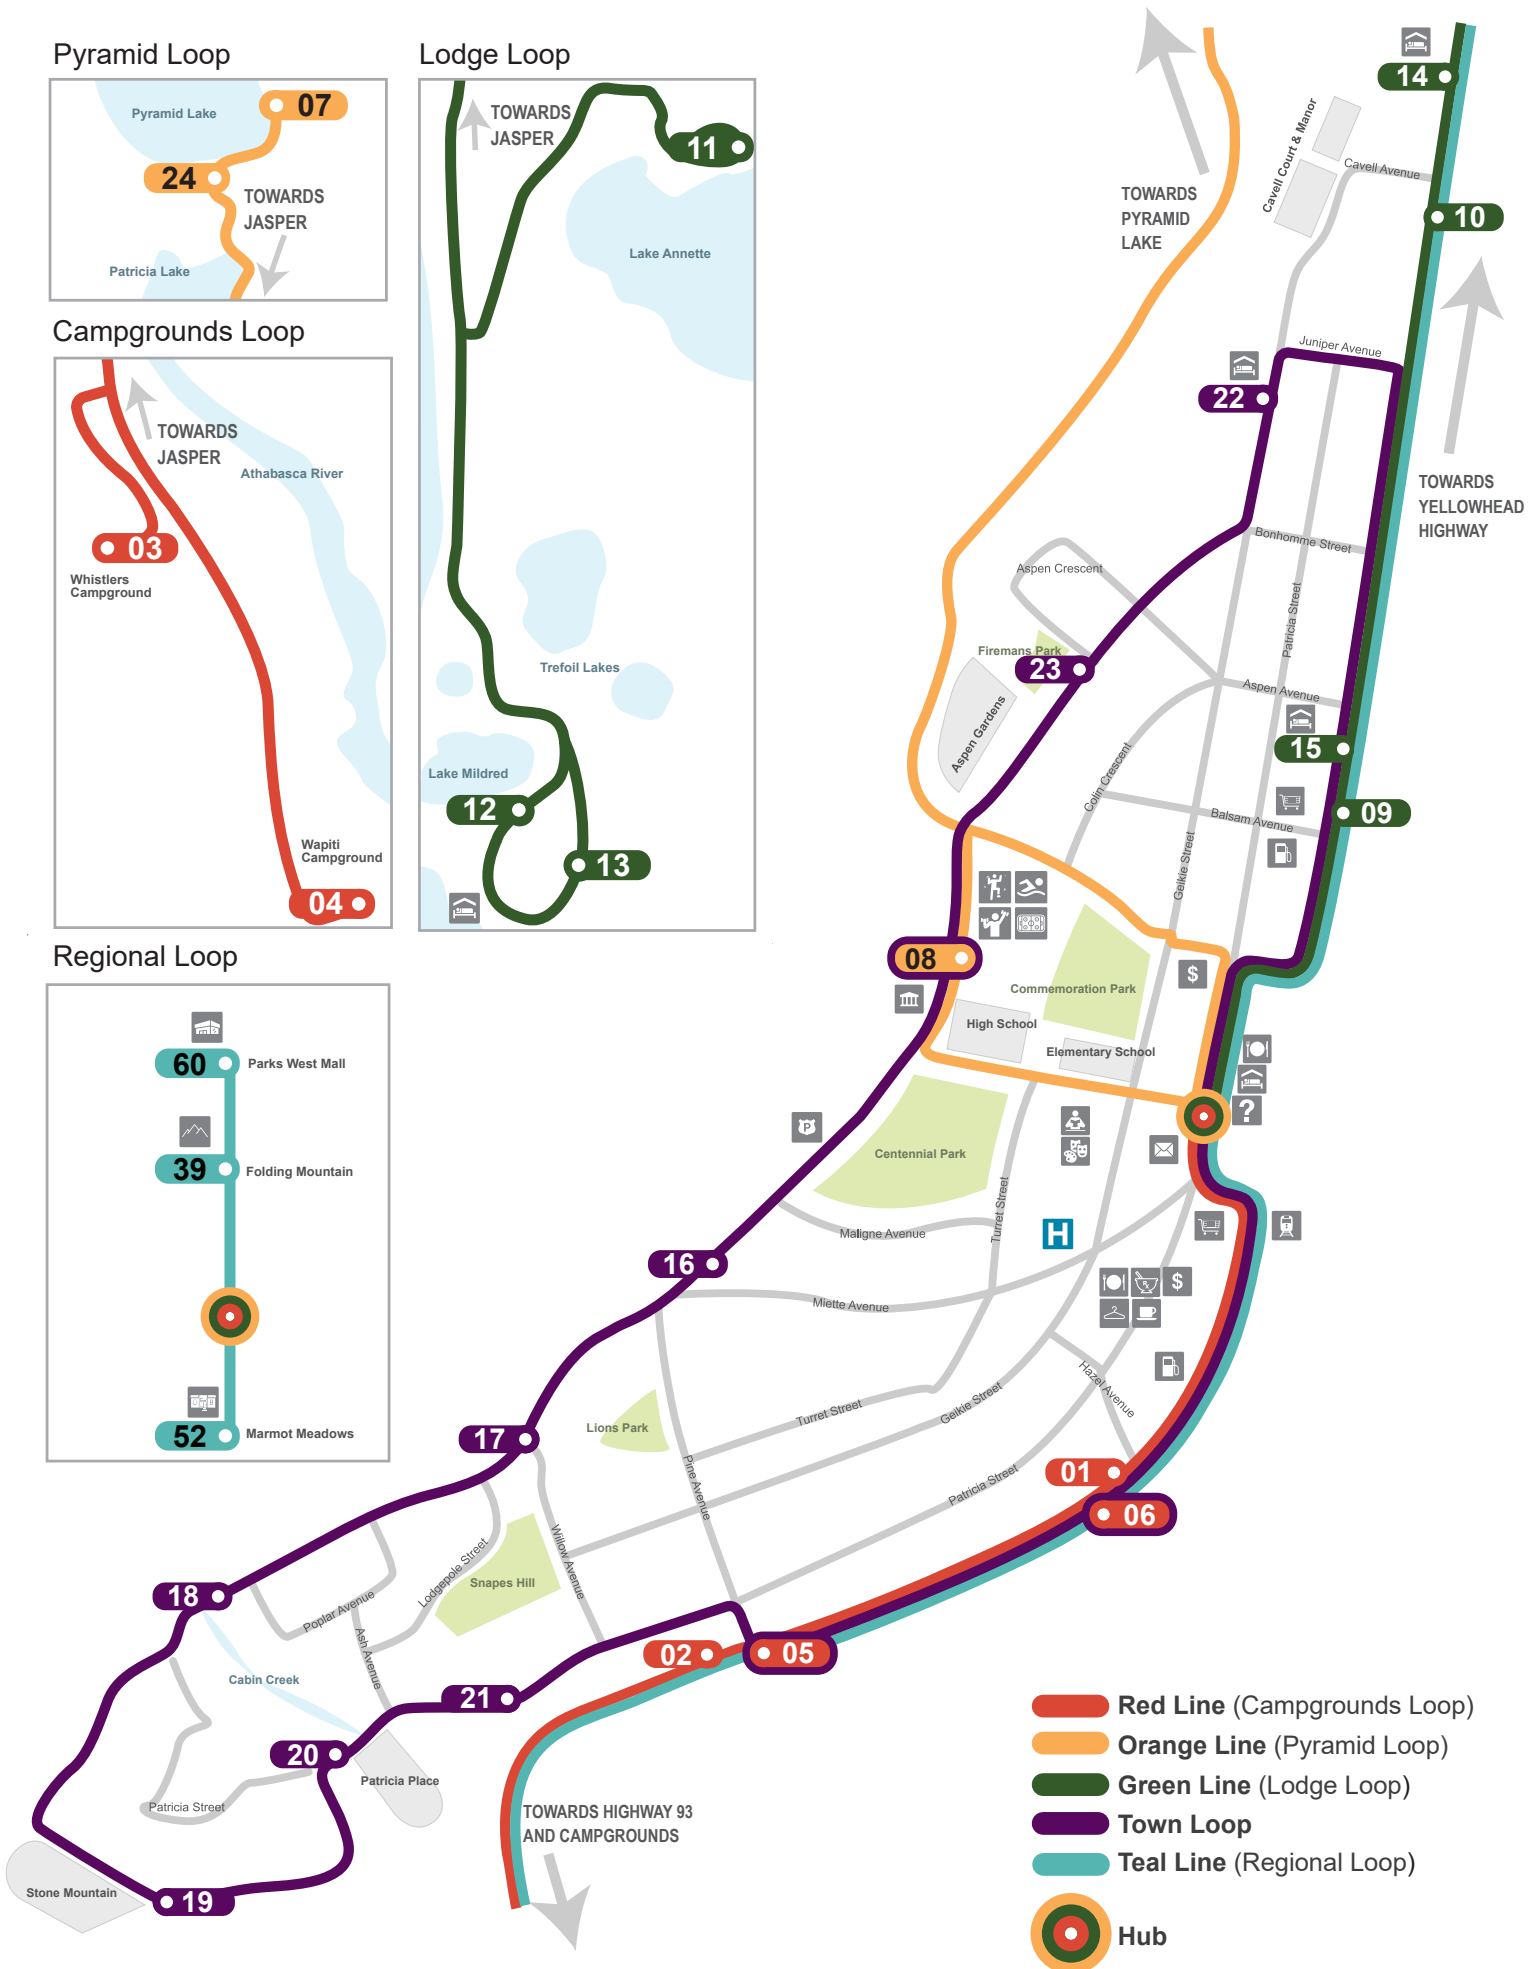 Pyramid Loop
Pyramid Lake
07
24
TOWARDS
JASPER
Patricia Lake
Lodge Loop
TOWARDS
JASPER
11
Lake Annette
Trefoil Lakes
Lake Mildred
12
13
Campgrounds Loop
TOWARDS
JASPER
Athabasca River
03
Whistlers
Campground
Wapiti
Campground
04
Regional Loop
60
Parks West Mall
39
Folding Mountain
52
Marmot Meadows
14
Cavell Court & Manor
Cavell Avenue
TOWARDS
PYRAMID
LAKE
10
Juniper Avenue
22
TOWARDS
YELLOWHEAD
HIGHWAY
Bonhomme Street
Aspen Crescent
Patricia Street
Firemans Park
23
Aspen Avenue
Aspen Gardens
15
Colin Crescent
09
Balsam Avenue
Geikie Street
08
$
Commemoration Park
High School
Elementary School
?
P
Centennial Park
Turret Street
Maligne Avenue
H
16
$
Rx
Miette Avenue
Hazel Avenue
Turret Street
Geikie Street
Lions Park
17
Pine Avenue
01
Patricia Street
06
Willow Avenue
Lodgepole Street
Snapes Hill
18
Poplar Avenue
Ash Avenue
02
05
Cabin Creek
21
20
Patricia Place
Patricia Street
TOWARDS HIGHWAY 93
AND CAMPGROUNDS
Stone Mountain
19
Red Line (Campgrounds Loop)
Orange Line (Pyramid Loop)
Green Line (Lodge Loop)
Town Loop
Teal Line (Regional Loop)
Hub